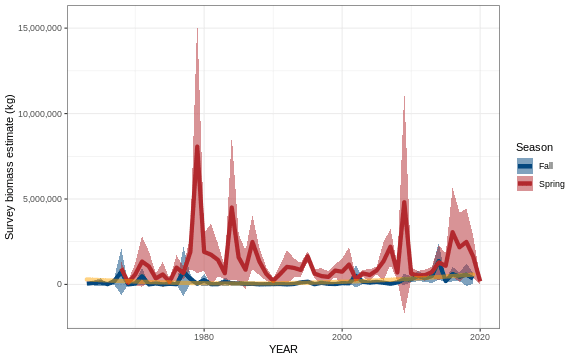 Survey biomass estimate (kg)
15,000,000
10,000,000
5,000,000
0
1980
2000
2020
YEAR
Season
Fall
Spring